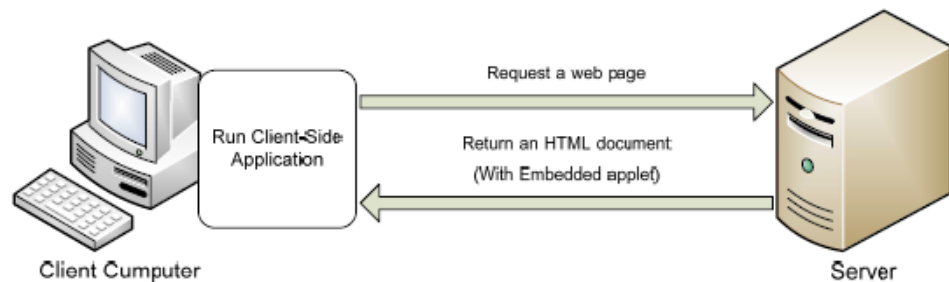 Request a web page
Run Client-Side
Application
Return an HTML document
(With Embedded applet)
Client Cumputer
Server